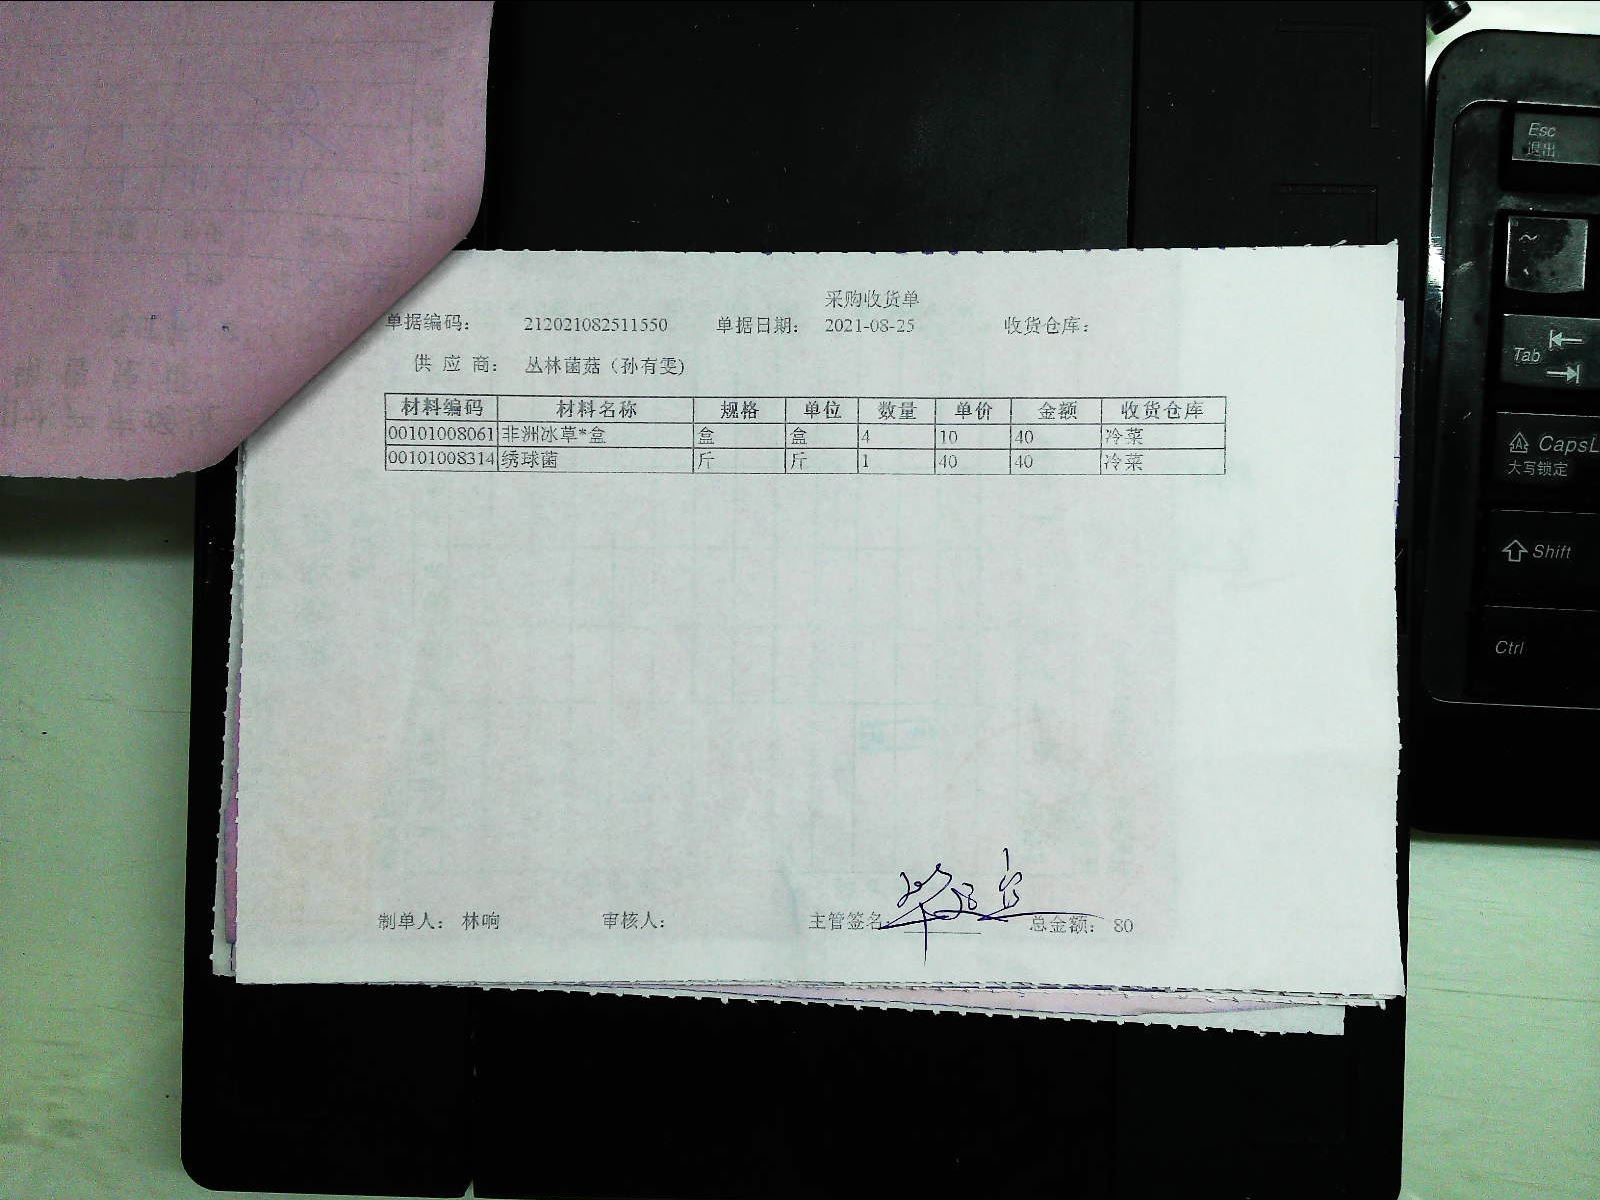 采购收货单
单据编码： 212021082511550 单据日期： 2021-08-25 收货仓库：
供 应 商： 丛林菌菇（孙有雯）
材料编码 材料名称 规格 单位 数量 单价 金额 收货仓库
00101008061 非洲冰草*盒 盒 盒 4 10 40 冷菜
00101008314 绣球菌 斤 斤 1 40 40 冷菜
制单人： 林响 审核人： 主管签名 总金额： 80
Esc
退出
~
Tab
CapsL
大写锁定
Shift
Ctrl